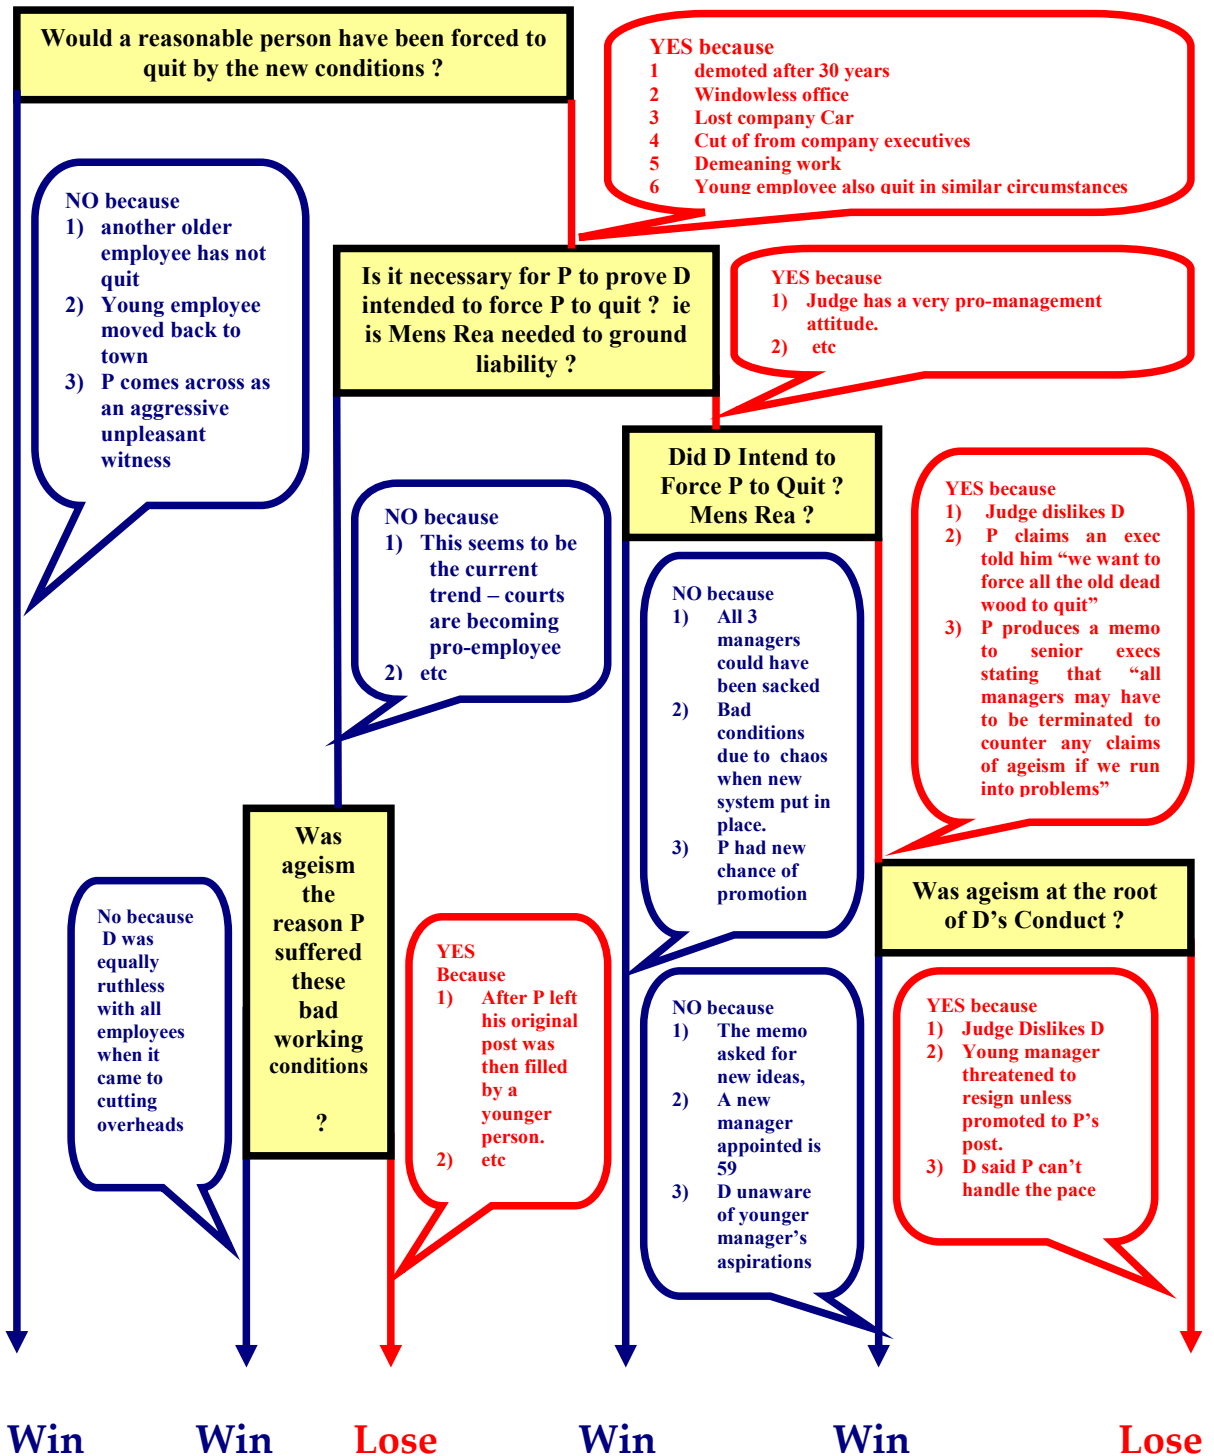 Would a reasonable person have been forced to
quit by the new conditions ?
YES because
1 demoted after 30 years
2 Windowless office
3 Lost company Car
4 Cut of from company executives
5 Demeaning work
6 Young employee also quit in similar circumstances
NO because
1) another older
employee has not
quit
2) Young employee
moved back to
town
3) P comes across as
an aggressive
unpleasant
witness
Is it necessary for P to prove D
intended to force P to quit ? ie
is Mens Rea needed to ground
liability ?
YES because
1) Judge has a very pro-management
attitude.
2) etc
Did D Intend to
Force P to Quit ?
Mens Rea ?
NO because
1) This seems to be
the current
trend – courts
are becoming
pro-employee
2) etc
NO because
1) All 3
managers
could have
been sacked
2) Bad
conditions
due to chaos
when new
system put in
place.
3) P had new
chance of
promotion
YES because
1) Judge dislikes D
2) P claims an exec
told him “we want to
force all the old dead
wood to quit”
3) P produces a memo
to senior execs
stating that “all
managers may have
to be terminated to
counter any claims
of ageism if we run
into problems”
Was
ageism
the
reason P
suffered
these
bad
working
conditions
?
Was ageism at the root
of D’s Conduct ?
No because
D was
equally
ruthless
with all
employees
when it
came to
cutting
overheads
YES
Because
1) After P left
his original
post was
then filled
by a
younger
person.
2) etc
NO because
1) The memo
asked for
new ideas,
2) A new
manager
appointed is
59
3) D unaware
of younger
manager’s
aspirations
YES because
1) Judge Dislikes D
2) Young manager
threatened to
resign unless
promoted to P’s
post.
3) D said P can’t
handle the pace
Win Win Lose Win Win Lose